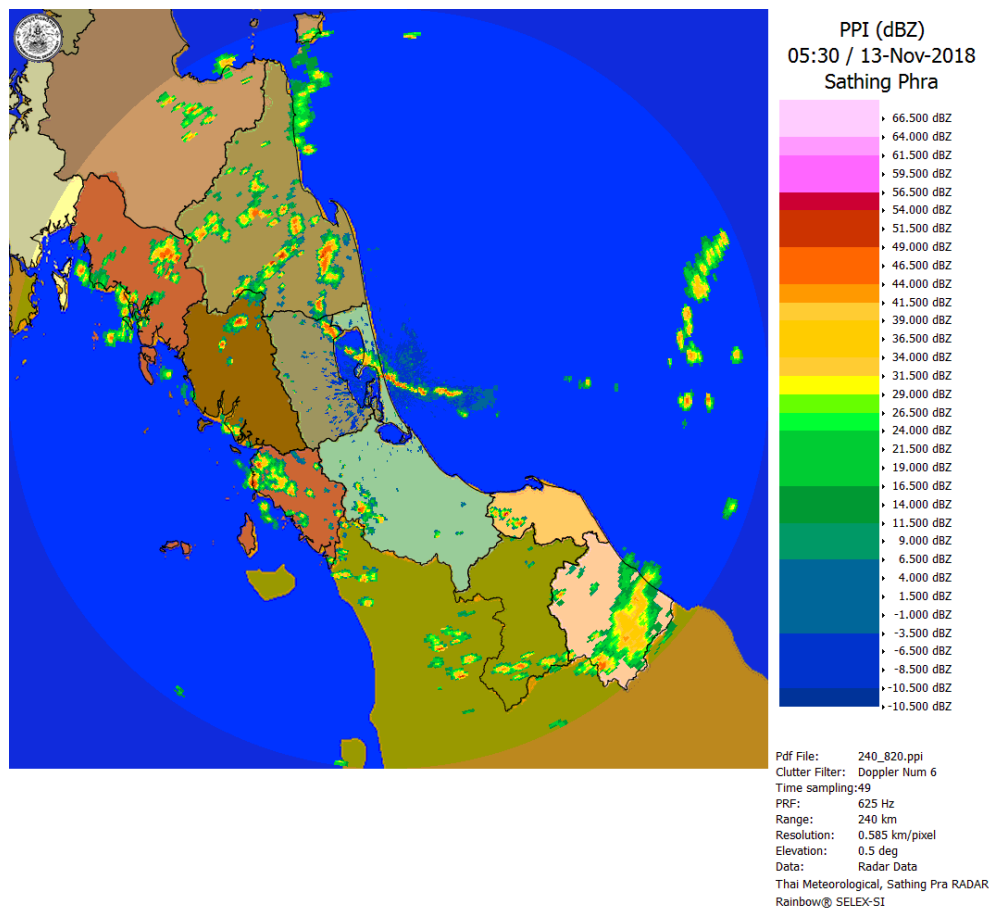 PPI (dBZ)
05:30 / 13-Nov-2018
Sathing Phra
66.500 dBZ
64.000 dBZ
61.500 dBZ
59.500 dBZ
56.500 dBZ
54.000 dBZ
51.500 dBZ
49.000 dBZ
46.500 dBZ
44.000 dBZ
41.500 dBZ
39.000 dBZ
36.500 dBZ
34.000 dBZ
31.500 dBZ
29.000 dBZ
26.500 dBZ
24.000 dBZ
21.500 dBZ
19.000 dBZ
16.500 dBZ
14.000 dBZ
11.500 dBZ
9.000 dBZ
6.500 dBZ
4.000 dBZ
1.500 dBZ
-1.000 dBZ
-3.500 dBZ
-6.500 dBZ
-8.500 dBZ
-10.500 dBZ
-10.500 dBZ
Pdf File: 240_820.ppi
Clutter Filter: Doppler Num 6
Time sampling:49
PRF: 625 Hz
Range: 240 km
Resolution: 0.585 km/pixel
Elevation: 0.5 deg
Data: Radar Data
Thai Meteorological, Sathing Pra RADAR
Rainbow® SELEX-SI